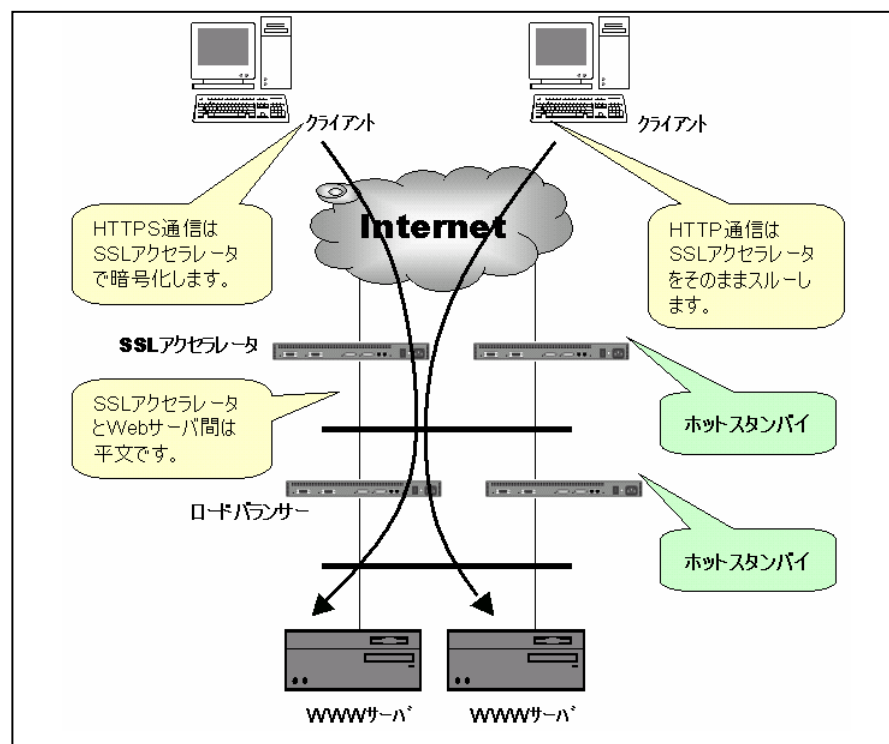 クライアント
クライアント
HTTPS通信は
SSLアクセラレータ
で暗号化します。
Internet
HTTP通信は
SSLアクセラレータ
をそのままスルーし
ます。
SSLアクセラレータ
SSLアクセラレータ
とWebサーバ間は
平文です。
ホットスタンバイ
ロードバランサー
ホットスタンバイ
WWWサーバ
WWWサーバ